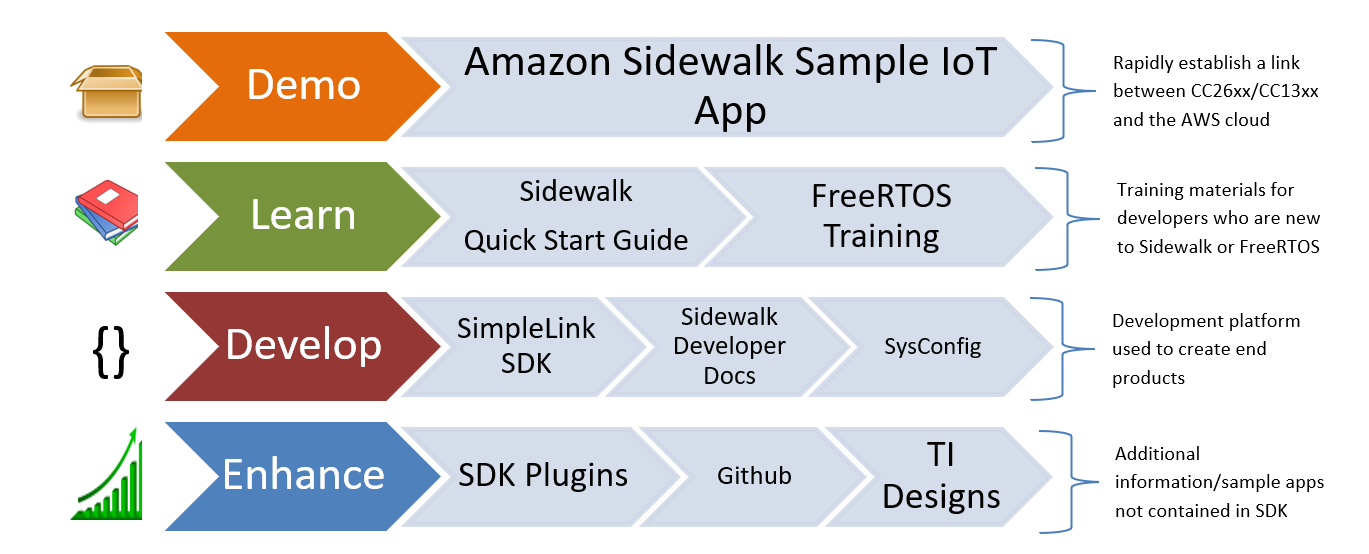 Demo
Amazon Sidewalk Sample IoT
App
Rapidly establish a link
between CC26xx/CC13xx
and the AWS cloud
Learn
Sidewalk
Quick Start Guide
FreeRTOS
Training
Training materials for
developers who are new
to Sidewalk or FreeRTOS
{}
Develop
SimpleLink
SDK
Sidewalk
Developer
Docs
SysConfig
Development platform
used to create end
products
Enhance
SDK Plugins
Github
TI
Designs
Additional
information/sample apps
not contained in SDK